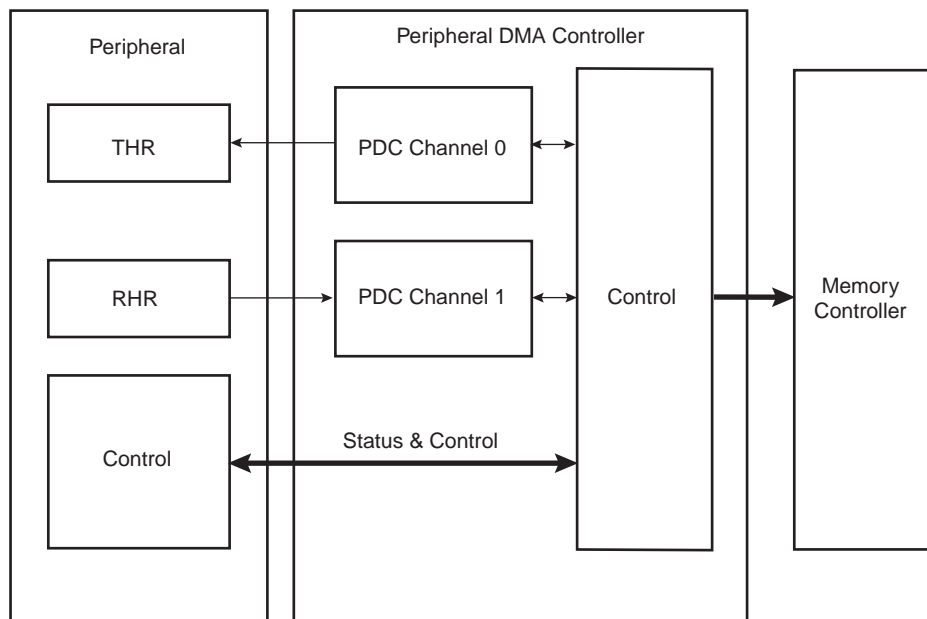 Peripheral
Peripheral DMA Controller
THR
PDC Channel 0
RHR
PDC Channel 1
Control
Memory
Controller
Control
Status & Control